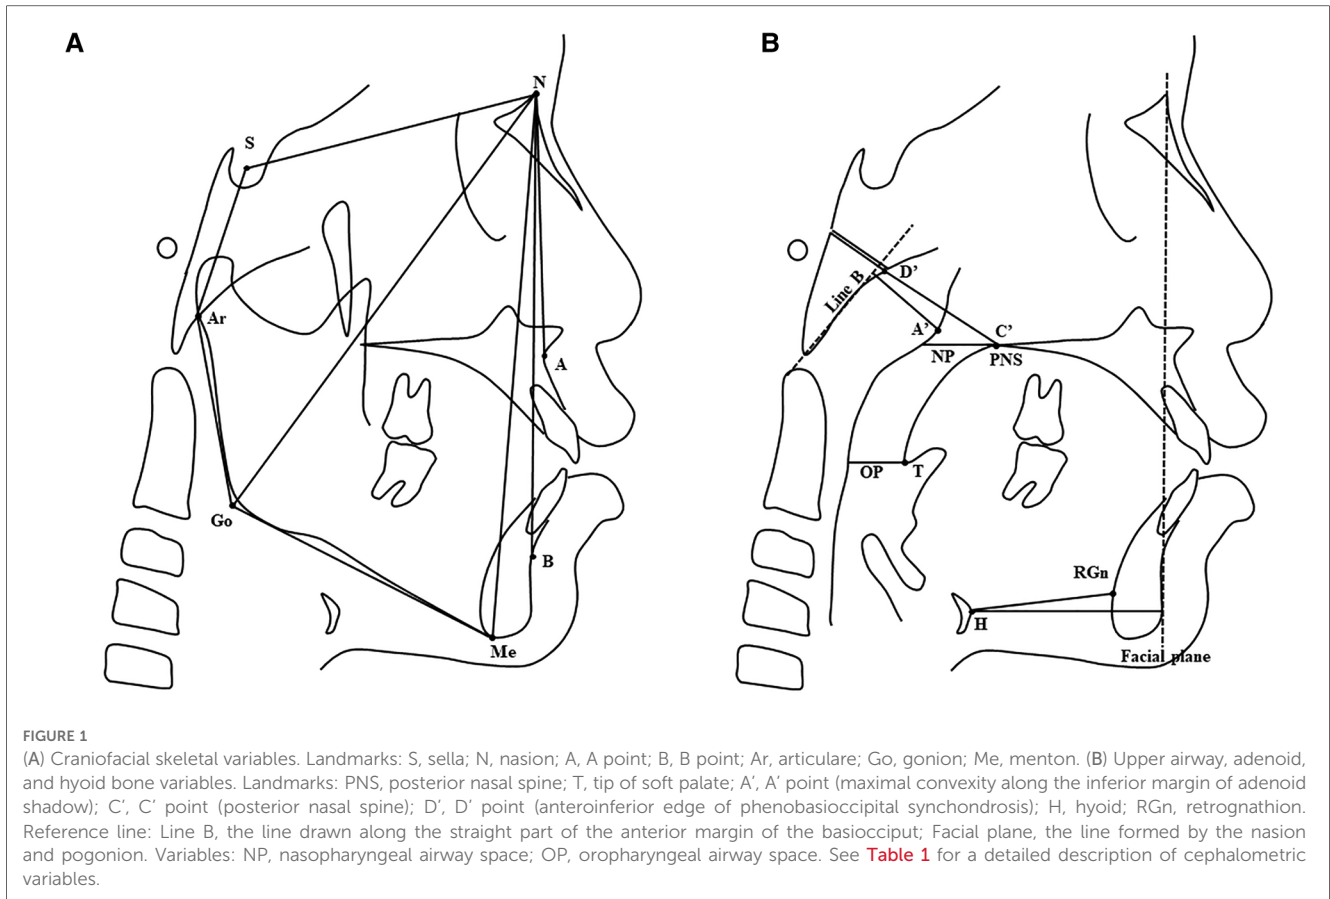 A
B
N
S
Ar
A
Go
B
Me
D’
Line B
A’
C’
NP
PNS
OP
T
RGn
H
Facial plane
FIGURE 1
(A) Craniofacial skeletal variables. Landmarks: S, sella; N, nasion; A, A point; B, B point; Ar, articulare; Go, gonion; Me, menton. (B) Upper airway, adenoid,
and hyoid bone variables. Landmarks: PNS, posterior nasal spine; T, tip of soft palate; A’, A’ point (maximal convexity along the inferior margin of adenoid
shadow); C’, C’ point (posterior nasal spine); D’, D’ point (anteroinferior edge of phenobasioccipital synchondrosis); H, hyoid; RGn, retrognathion.
Reference line: Line B, the line drawn along the straight part of the anterior margin of the basiocciput; Facial plane, the line formed by the nasion
and pogonion. Variables: NP, nasopharyngeal airway space; OP, oropharyngeal airway space. See Table 1 for a detailed description of cephalometric
variables.